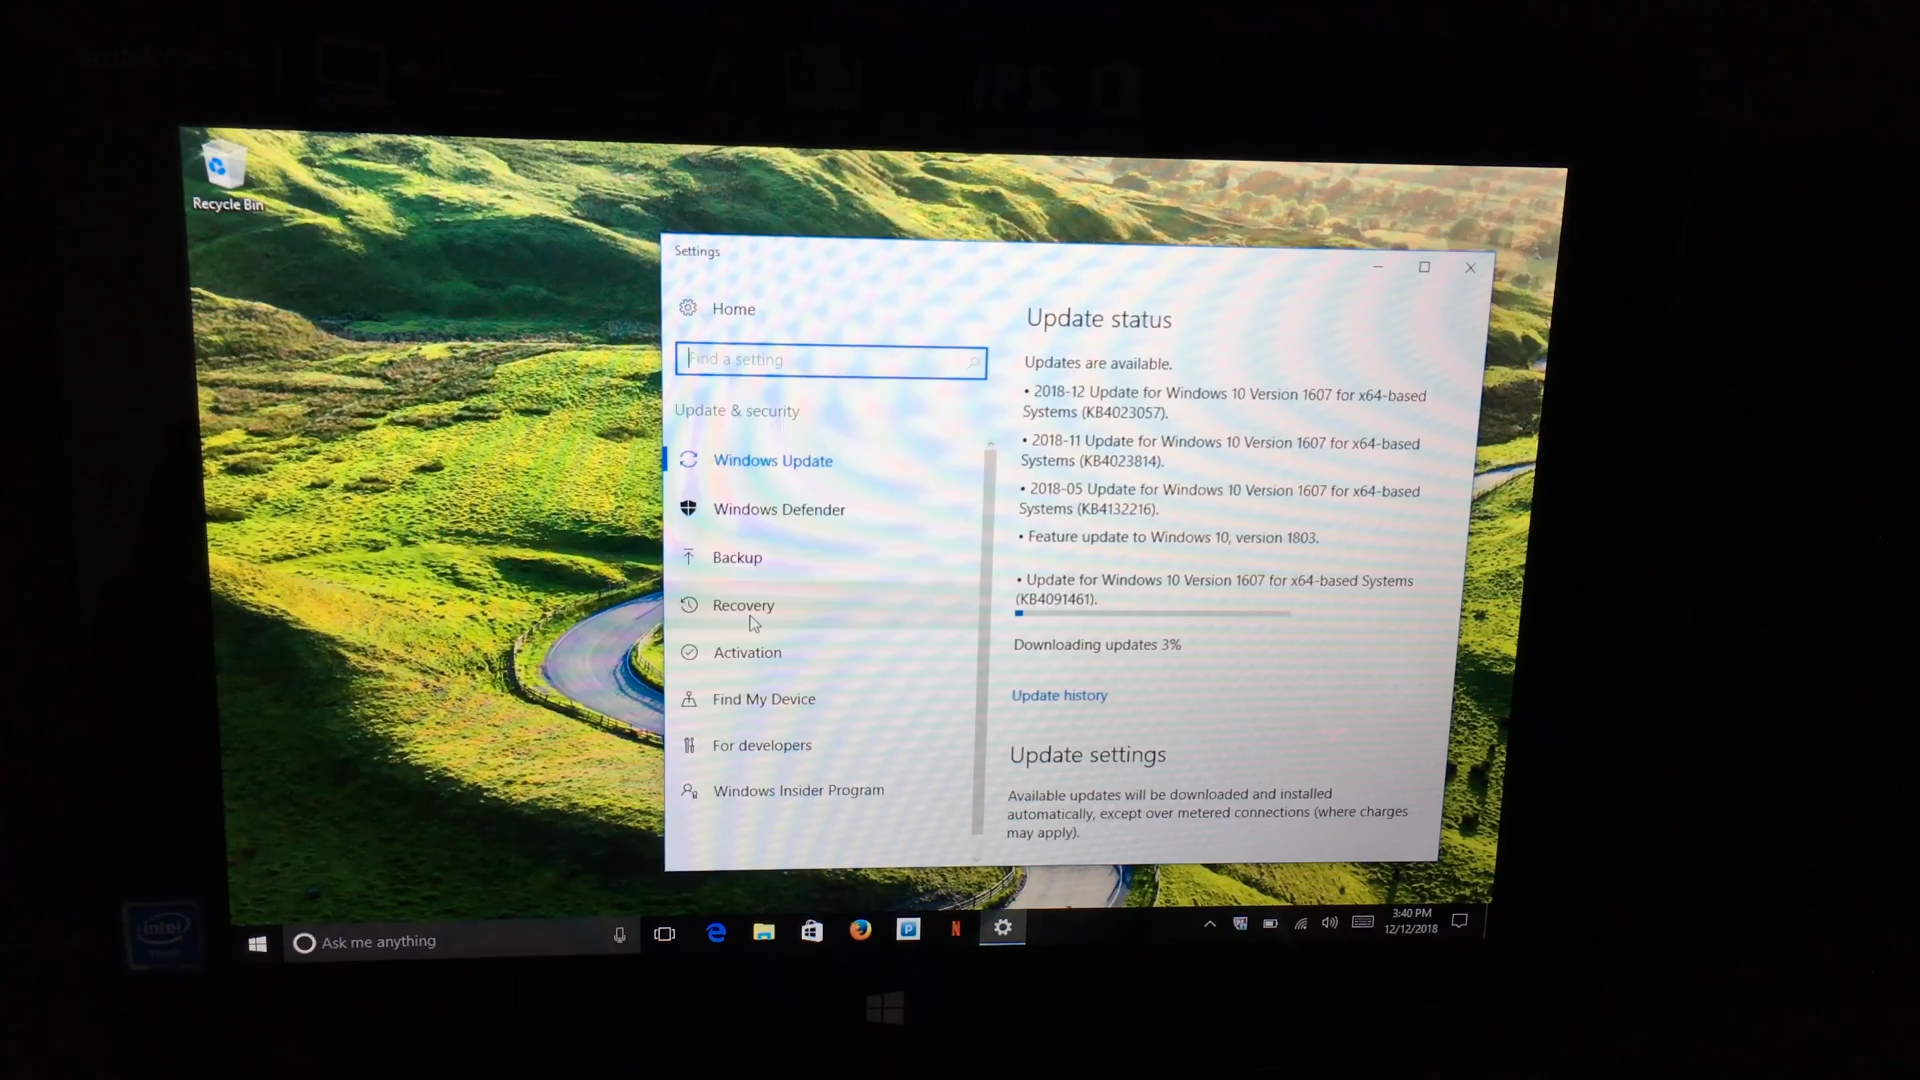 IPS
Recycle Bin
Settings
Home
Find a setting
Update & security
Windows Update
Windows Defender
Backup
Recovery
Activation
Find My Device
For developers
Windows Insider Program
Update status
Updates are available.
• 2018-12 Update for Windows 10 Version 1607 for x64-based
Systems (KB4023057).
• 2018-11 Update for Windows 10 Version 1607 for x64-based
Systems (KB4023814).
• 2018-05 Update for Windows 10 Version 1607 for x64-based
Systems (KB4132216).
• Feature update to Windows 10, version 1803.
• Update for Windows 10 Version 1607 for x64-based Systems
(KB4091461).
Downloading updates 3%
Update history
Update settings
Available updates will be downloaded and installed
automatically, except over metered connections (where charges
may apply).
intel
Ask me anything
P
N
3:40 PM
12/12/2018